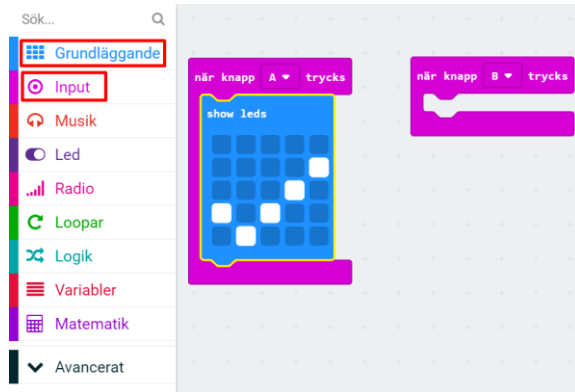 Sök...
Grundläggande
Input
Musik
Led
Radio
Loopar
Logik
Variabler
Matematik
Avancerat
när knapp A trycks
show leds
när knapp B trycks